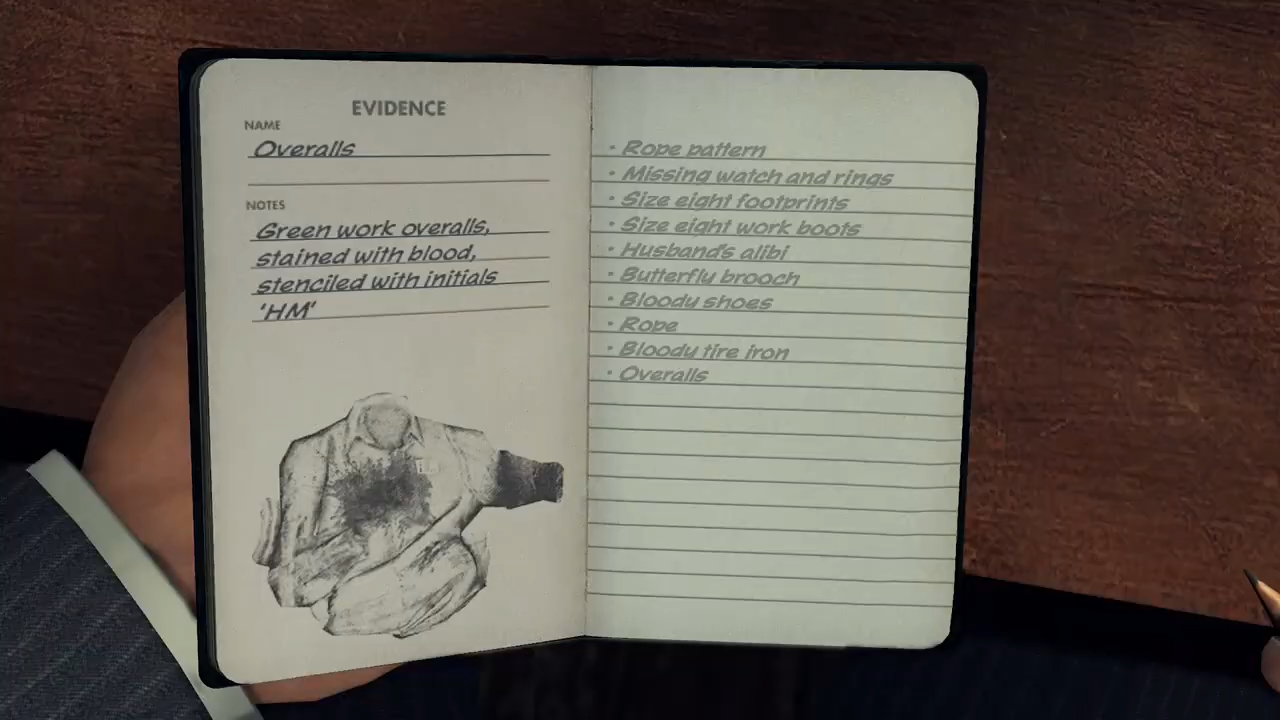 EVIDENCE
NAME
Overalls
NOTES
Green work overalls,
stained with blood,
stenciled with initials
'HM'
• Rope pattern
• Missing watch and rings
• Size eight footprints
• Size eight work boots
• Husband's alibi
• Butterfly brooch
• Bloody shoes
• Rope
• Bloody tire iron
• Overalls